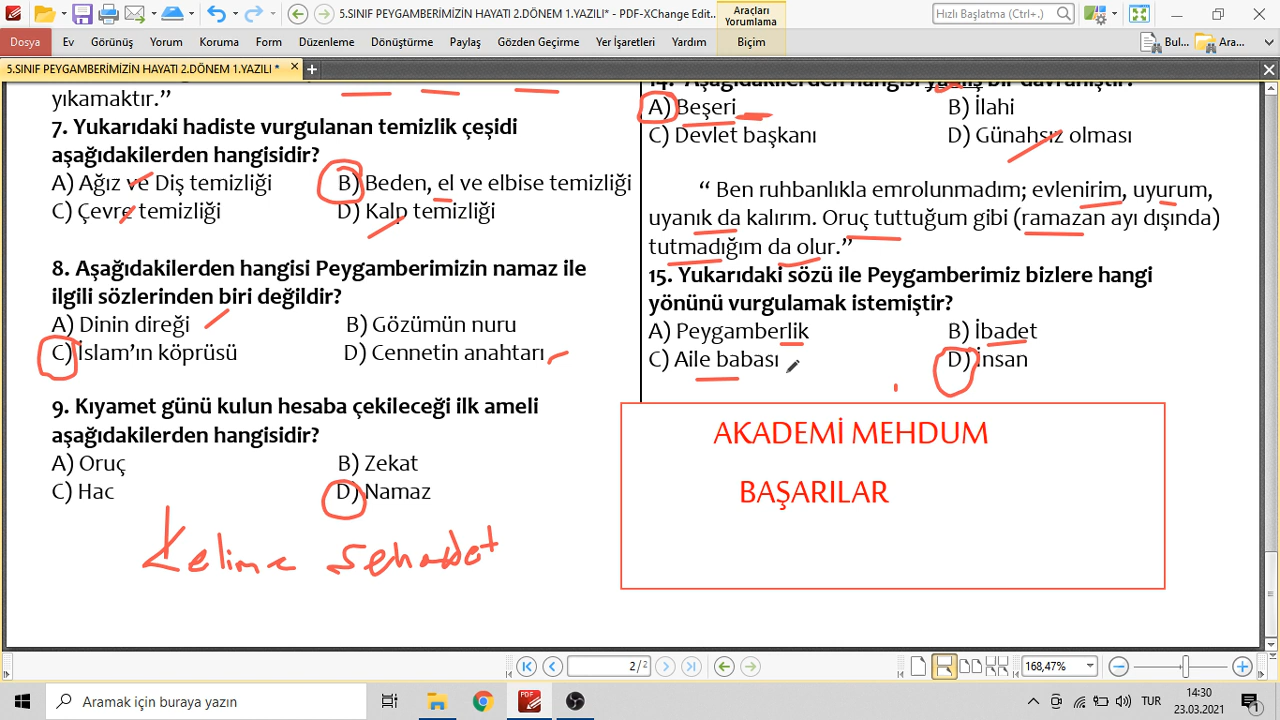 5.SINIF PEYGAMBERİMİZİN HAYATI 2.DÖNEM 1.YAZILI* - PDF-XChange Edit...
Araçları Yorumlama
Hızlı Başlatma (Ctrl+.)
Dosya Ev Görünüş Yorum Koruma Form Düzenleme Dönüştürme Paylaş Gözden Geçirme Yer İşaretleri Yardım Biçim
Bul... Ara...
5.SINIF PEYGAMBERİMİZİN HAYATI 2.DÖNEM 1.YAZILI *
yıkamaktır.”
7. Yukarıdaki hadiste vurgulanan temizlik çeşidi
aşağıdakilerden hangisidir?
A) Ağız ve Diş temizliği B) Beden, el ve elbise temizliği
C) Çevre temizliği D) Kalp temizliği
8. Aşağıdakilerden hangisi Peygamberimizin namaz ile
ilgili sözlerinden biri değildir?
A) Dinin direği B) Gözümün nuru
C) İslam’ın köprüsü D) Cennetin anahtarı
9. Kıyamet günü kulun hesaba çekileceği ilk ameli
aşağıdakilerden hangisidir?
A) Oruç B) Zekat
C) Hac D) Namaz
Kelime Sehadet
14. Aşağıdakilerden hangisi yanlış bir davranıştır?
A) Beşeri B) İlahi
C) Devlet başkanı D) Günahsız olması
“ Ben ruhbanlıkla emrolunmadım; evlenirim, uyurum,
uyanık da kalırım. Oruç tuttuğum gibi (ramazan ayı dışında)
tutmadığım da olur.”
15. Yukarıdaki sözü ile Peygamberimiz bizlere hangi
yönünü vurgulamak istemiştir?
A) Peygamberlik B) İbadet
C) Aile babası D) İnsan
AKADEMİ MEHDUM
BAŞARILAR
2/2
168,47%
Aramak için buraya yazın
TUR
14:30
23.03.2021